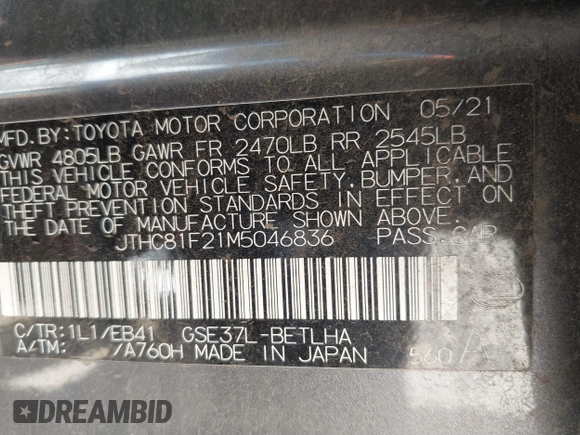 MFD. BY: TOYOTA MOTOR CORPORATION 05/21
GVWR 4805LB GAWR FR 2470LB RR 2545LB
THIS VEHICLE CONFORMS TO ALL APPLICABLE
FEDERAL MOTOR VEHICLE SAFETY, BUMPER, AND
THEFT PREVENTION STANDARDS IN EFFECT ON
THE DATE OF MANUFACTURE SHOWN ABOVE.
JTHC81F21M5046836 PASS. CAR
C/TR: 1L1/EB41 GSE37L-BETLHA
A/TM: /A760H MADE IN JAPAN 560A
DREAMBID